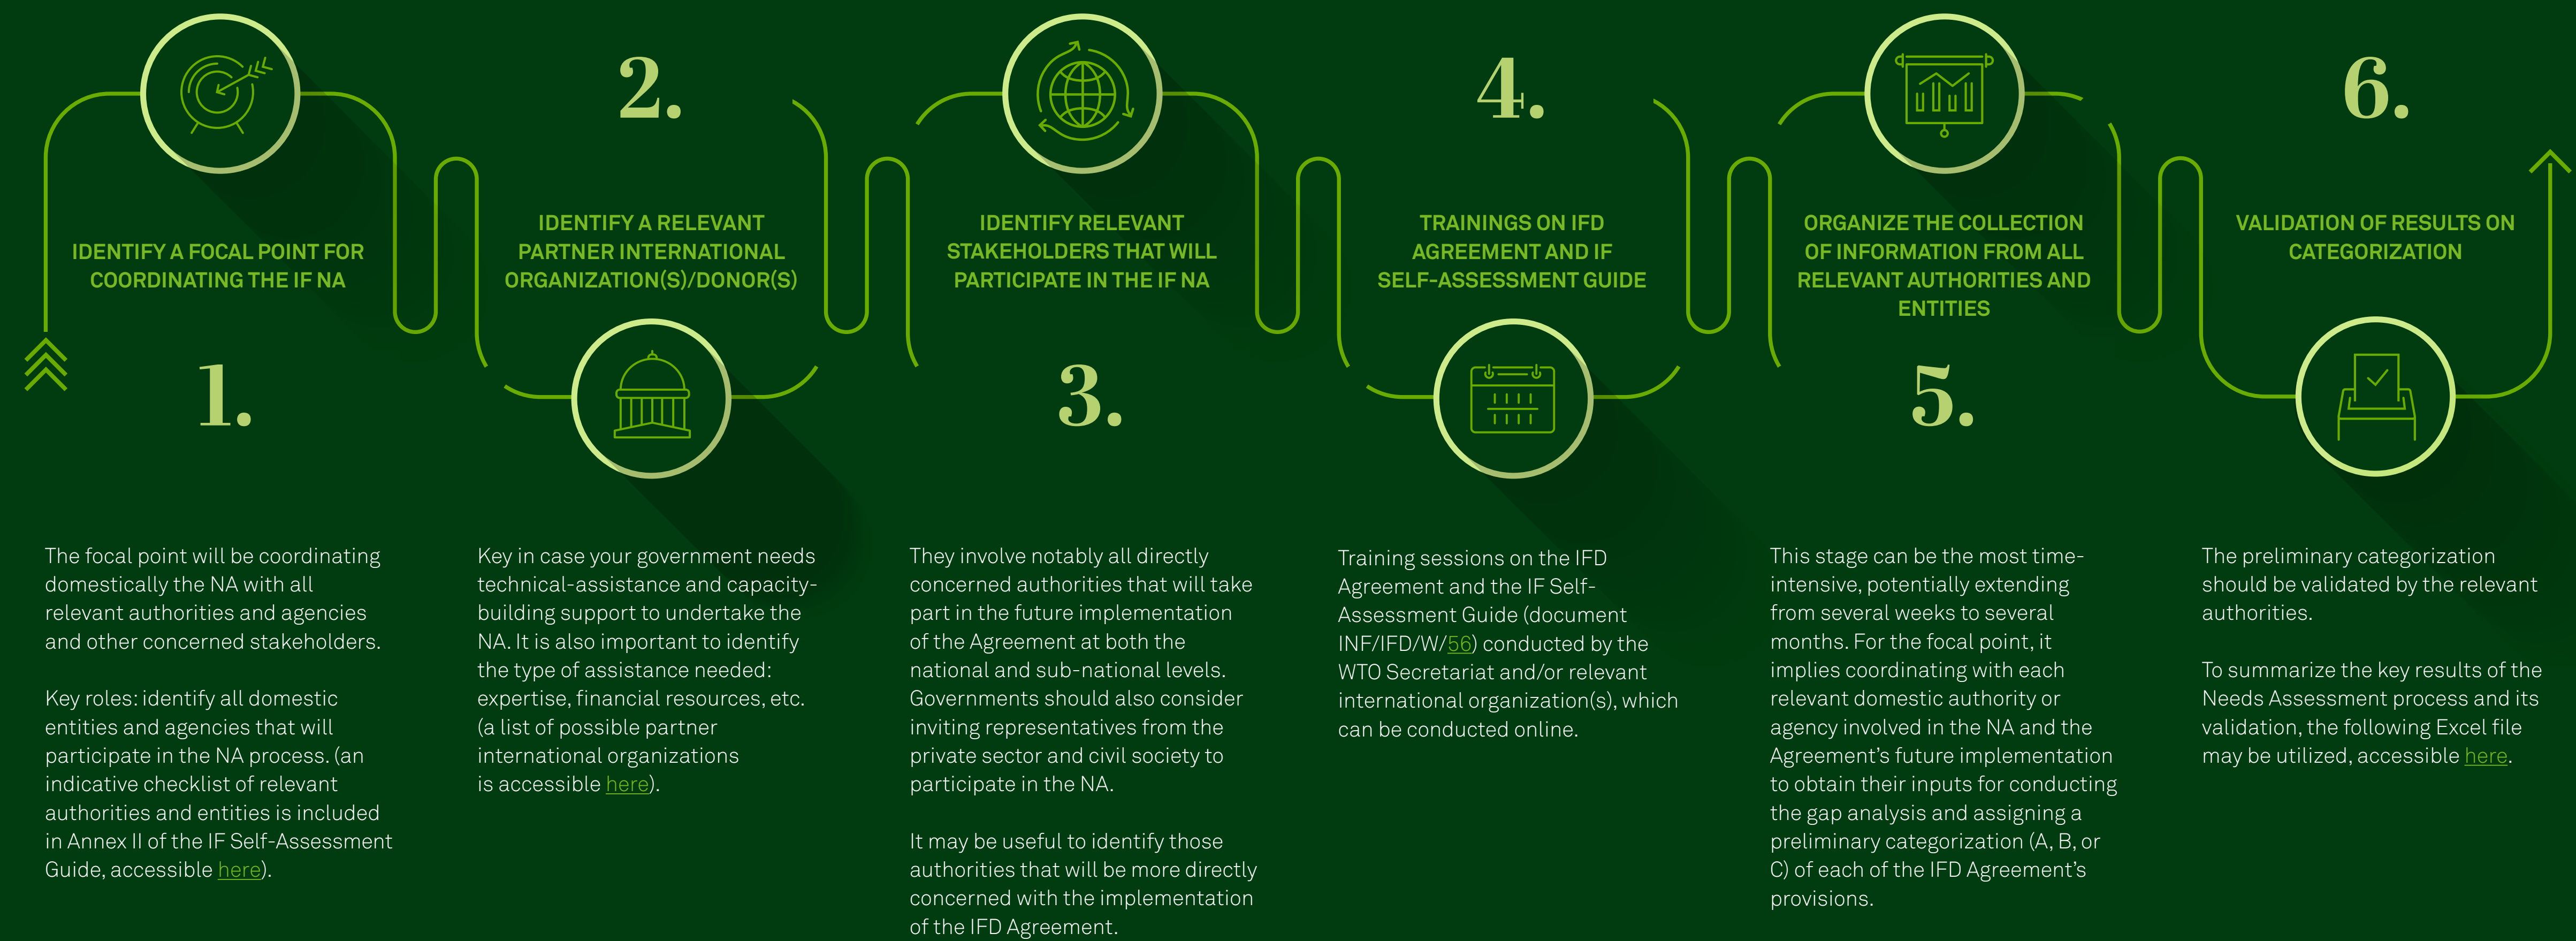 1.
IDENTIFY A FOCAL POINT FOR
COORDINATING THE IF NA
The focal point will be coordinating
domestically the NA with all
relevant authorities and agencies
and other concerned stakeholders.
Key roles: identify all domestic
entities and agencies that will
participate in the NA process. (an
indicative checklist of relevant
authorities and entities is included
in Annex II of the IF Self-Assessment
Guide, accessible here).
2.
IDENTIFY A RELEVANT
PARTNER INTERNATIONAL
ORGANIZATION(S)/DONOR(S)
Key in case your government needs
technical-assistance and capacity-
building support to undertake the
NA. It is also important to identify
the type of assistance needed:
expertise, financial resources, etc.
(a list of possible partner
international organizations
is accessible here).
3.
IDENTIFY RELEVANT
STAKEHOLDERS THAT WILL
PARTICIPATE IN THE IF NA
They involve notably all directly
concerned authorities that will take
part in the future implementation
of the Agreement at both the
national and sub-national levels.
Governments should also consider
inviting representatives from the
private sector and civil society to
participate in the NA.
It may be useful to identify those
authorities that will be more directly
concerned with the implementation
of the IFD Agreement.
4.
TRAININGS ON IFD
AGREEMENT AND IF
SELF-ASSESSMENT GUIDE
Training sessions on the IFD
Agreement and the IF Self-
Assessment Guide (document
INF/IFD/W/56) conducted by the
WTO Secretariat and/or relevant
international organization(s), which
can be conducted online.
5.
ORGANIZE THE COLLECTION
OF INFORMATION FROM ALL
RELEVANT AUTHORITIES AND
ENTITIES
This stage can be the most time-
intensive, potentially extending
from several weeks to several
months. For the focal point, it
implies coordinating with each
relevant domestic authority or
agency involved in the NA and the
Agreement's future implementation
to obtain their inputs for conducting
the gap analysis and assigning a
preliminary categorization (A, B, or
C) of each of the IFD Agreement's
provisions.
6.
VALIDATION OF RESULTS ON
CATEGORIZATION
The preliminary categorization
should be validated by the relevant
authorities.
To summarize the key results of the
Needs Assessment process and its
validation, the following Excel file
may be utilized, accessible here.